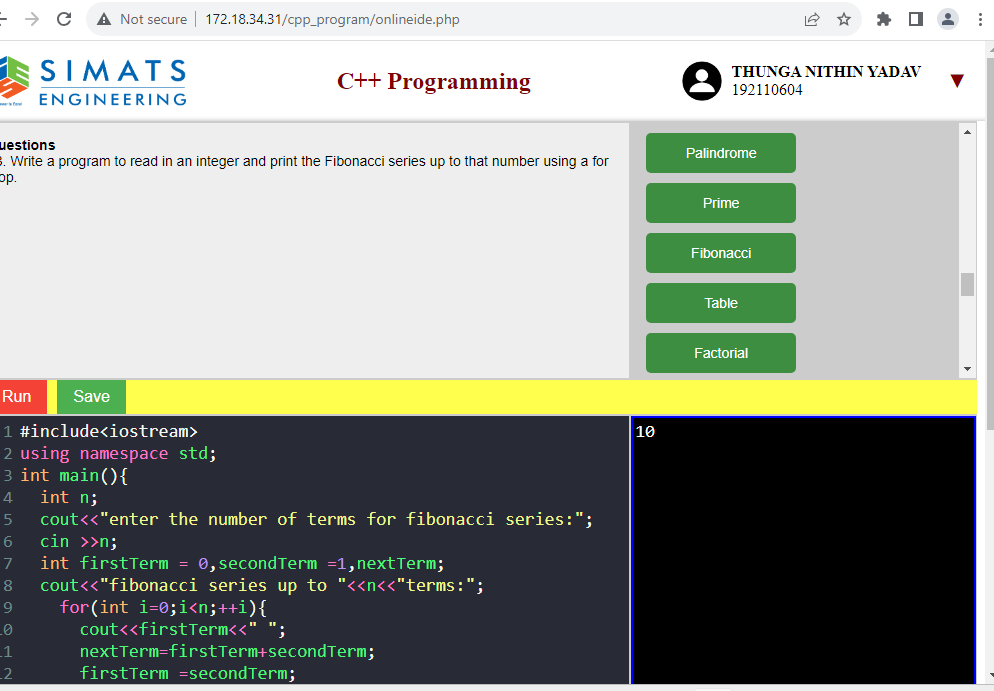 Not secure
172.18.34.31/cpp_program/onlineide.php
SIMATS
ENGINEERING
C++ Programming
THUNGA NITHIN YADAV
192110604
▼
uestions
3. Write a program to read in an integer and print the Fibonacci series up to that number using a for
op.
Palindrome
Prime
Fibonacci
Table
Factorial
Run
Save
1 #include<iostream>
2 using namespace std;
3 int main(){
4 int n;
5 cout<<"enter the number of terms for fibonacci series:";
6 cin >>n;
7 int firstTerm = 0,secondTerm =1,nextTerm;
8 cout<<"fibonacci series up to "<<n<<"terms:";
9 for(int i=0;i<n;++i){
10 cout<<firstTerm<<" ";
11 nextTerm=firstTerm+secondTerm;
12 firstTerm =secondTerm;
10